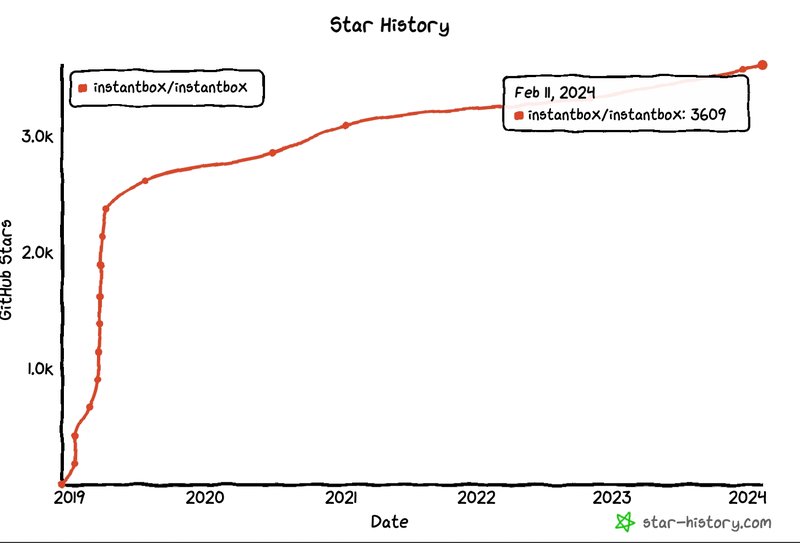 Star History
instantbox/instantbox
Feb 11, 2024
instantbox/instantbox: 3609
3.0k
2.0k
1.0k
GitHub Stars
2019 2020 2021 2022 2023 2024
Date
star-history.com